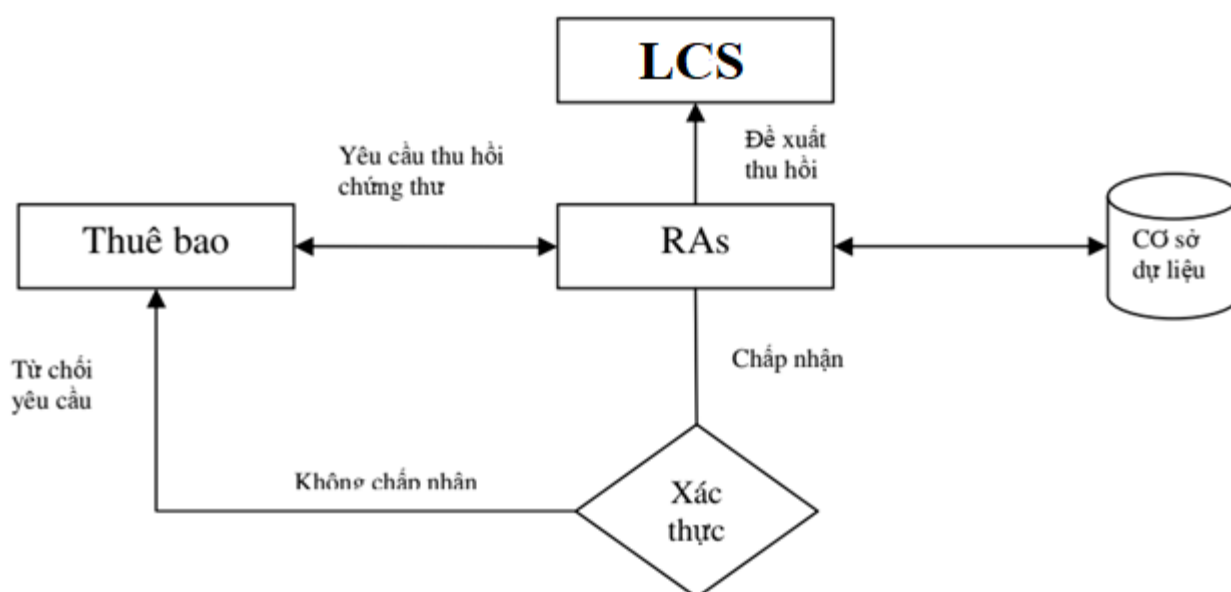 LCS
Đề xuất
thu hồi
Yêu cầu thu hồi
chứng thư
Thuê bao
RAs
CƠ sở
dự liệu
Từ chối
yêu cầu
Chấp nhận
Không chấp nhận
Xác
thực